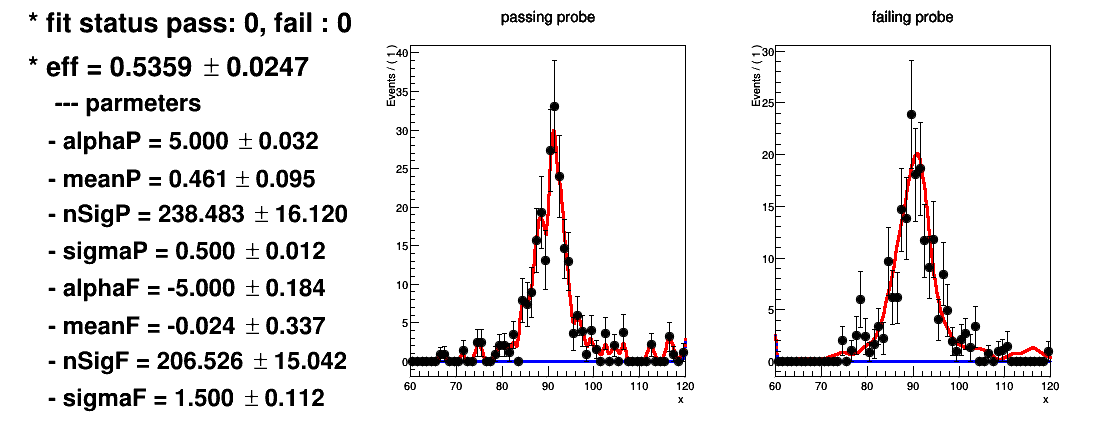 * fit status pass: 0, fail : 0
* eff = 0.5359 ± 0.0247
--- parmeters
- alphaP = 5.000 ± 0.032
- meanP = 0.461 ± 0.095
- nSigP = 238.483 ± 16.120
- sigmaP = 0.500 ± 0.012
- alphaF = -5.000 ± 0.184
- meanF = -0.024 ± 0.337
- nSigF = 206.526 ± 15.042
- sigmaF = 1.500 ± 0.112
passing probe
Events / ( 1 )
40
35
30
25
20
15
10
5
0
60 70 80 90 100 110 120
x
failing probe
Events / ( 1 )
30
25
20
15
10
5
0
60 70 80 90 100 110 120
x